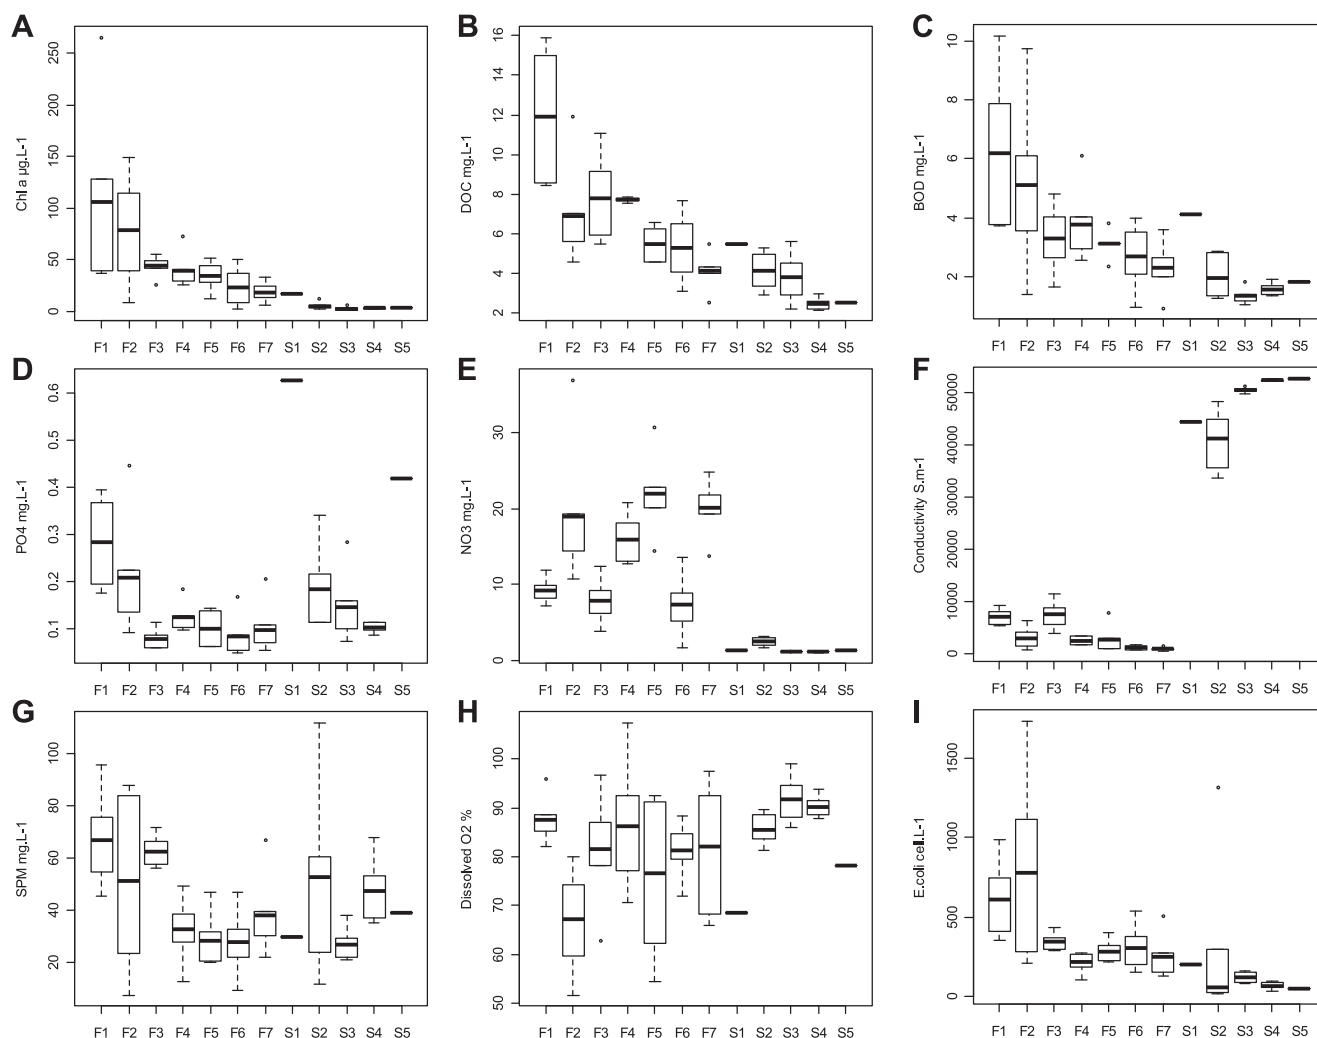 A
Chl a µg.L-1
250
200
150
100
50
0
F1 F2 F3 F4 F5 F6 F7 S1 S2 S3 S4 S5
B
DOC mg.L-1
16
14
12
10
8
6
4
2
F1 F2 F3 F4 F5 F6 F7 S1 S2 S3 S4 S5
C
BOD mg.L-1
10
8
6
4
2
F1 F2 F3 F4 F5 F6 F7 S1 S2 S3 S4 S5
D
PO4 mg.L-1
0.6
0.5
0.4
0.3
0.2
0.1
F1 F2 F3 F4 F5 F6 F7 S1 S2 S3 S4 S5
E
NO3 mg.L-1
30
20
10
0
F1 F2 F3 F4 F5 F6 F7 S1 S2 S3 S4 S5
F
Conductivity S.m-1
50000
40000
30000
20000
10000
0
F1 F2 F3 F4 F5 F6 F7 S1 S2 S3 S4 S5
G
SPM mg.L-1
100
80
60
40
20
F1 F2 F3 F4 F5 F6 F7 S1 S2 S3 S4 S5
H
Dissolved O2 %
100
90
80
70
60
50
F1 F2 F3 F4 F5 F6 F7 S1 S2 S3 S4 S5
I
E.coli cell.L-1
1500
1000
500
0
F1 F2 F3 F4 F5 F6 F7 S1 S2 S3 S4 S5